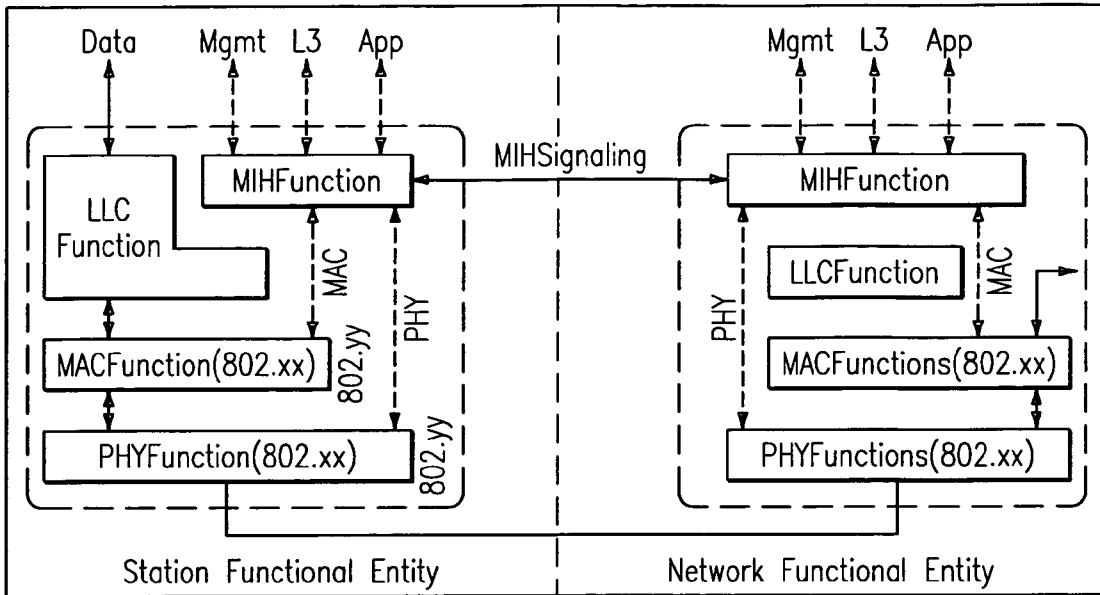 Data
Mgmt L3 App
Mgmt L3 App
MIHSignaling
MIHFunction
MIHFunction
LLC
Function
LLCFunction
MAC
PHY
PHY
MAC
MACFunction(802.xx)
802.yy
MACFunctions(802.xx)
PHYFunction(802.xx)
802.yy
PHYFunctions(802.xx)
Station Functional Entity
Network Functional Entity